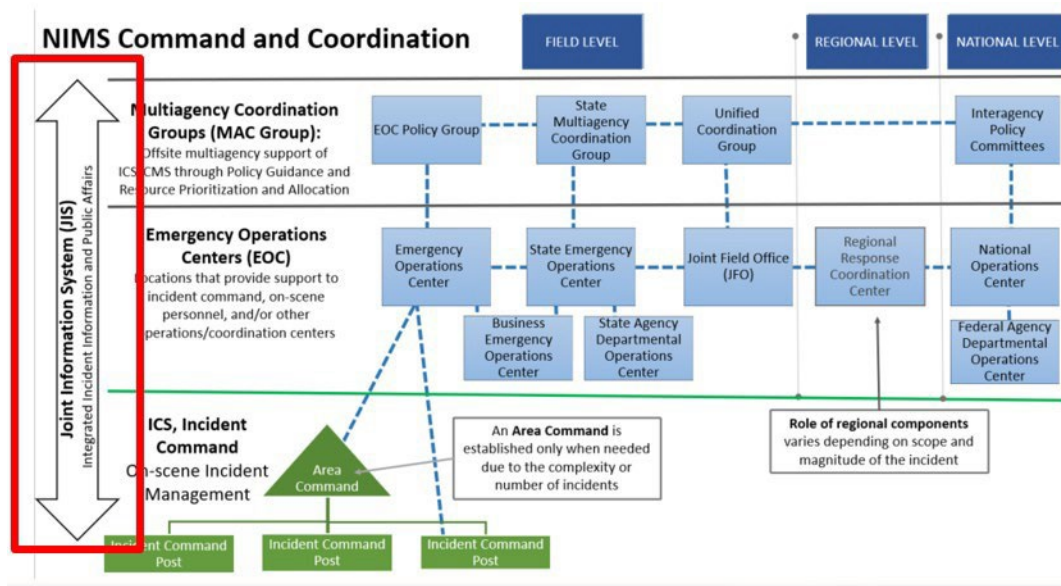 NIMS Command and Coordination
FIELD LEVEL
REGIONAL LEVEL
NATIONAL LEVEL
Joint Information System (JIS)
Integrated Incident Information and Public Affairs
Multiagency Coordination
Groups (MAC Group):
Offsite multiagency support of
ICS CMS through Policy Guidance and
Resource Prioritization and Allocation
EOC Policy Group
State
Multiagency
Coordination
Group
Unified
Coordination
Group
Interagency
Policy
Committees
Emergency Operations
Centers (EOC)
Locations that provide support to
incident command, on-scene
personnel, and/or other
operations/coordination centers
Emergency
Operations
Center
State Emergency
Operations
Center
Joint Field Office
(JFO)
Regional
Response
Coordination
Center
National
Operations
Center
Business
Emergency
Operations
Center
State Agency
Departmental
Operations
Center
Federal Agency
Departmental
Operations
Center
ICS, Incident
Command
On-scene Incident
Management
Area
Command
An Area Command is
established only when needed
due to the complexity or
number of incidents
Role of regional components
varies depending on scope and
magnitude of the incident
Incident Command
Post
Incident Command
Post
Incident Command
Post